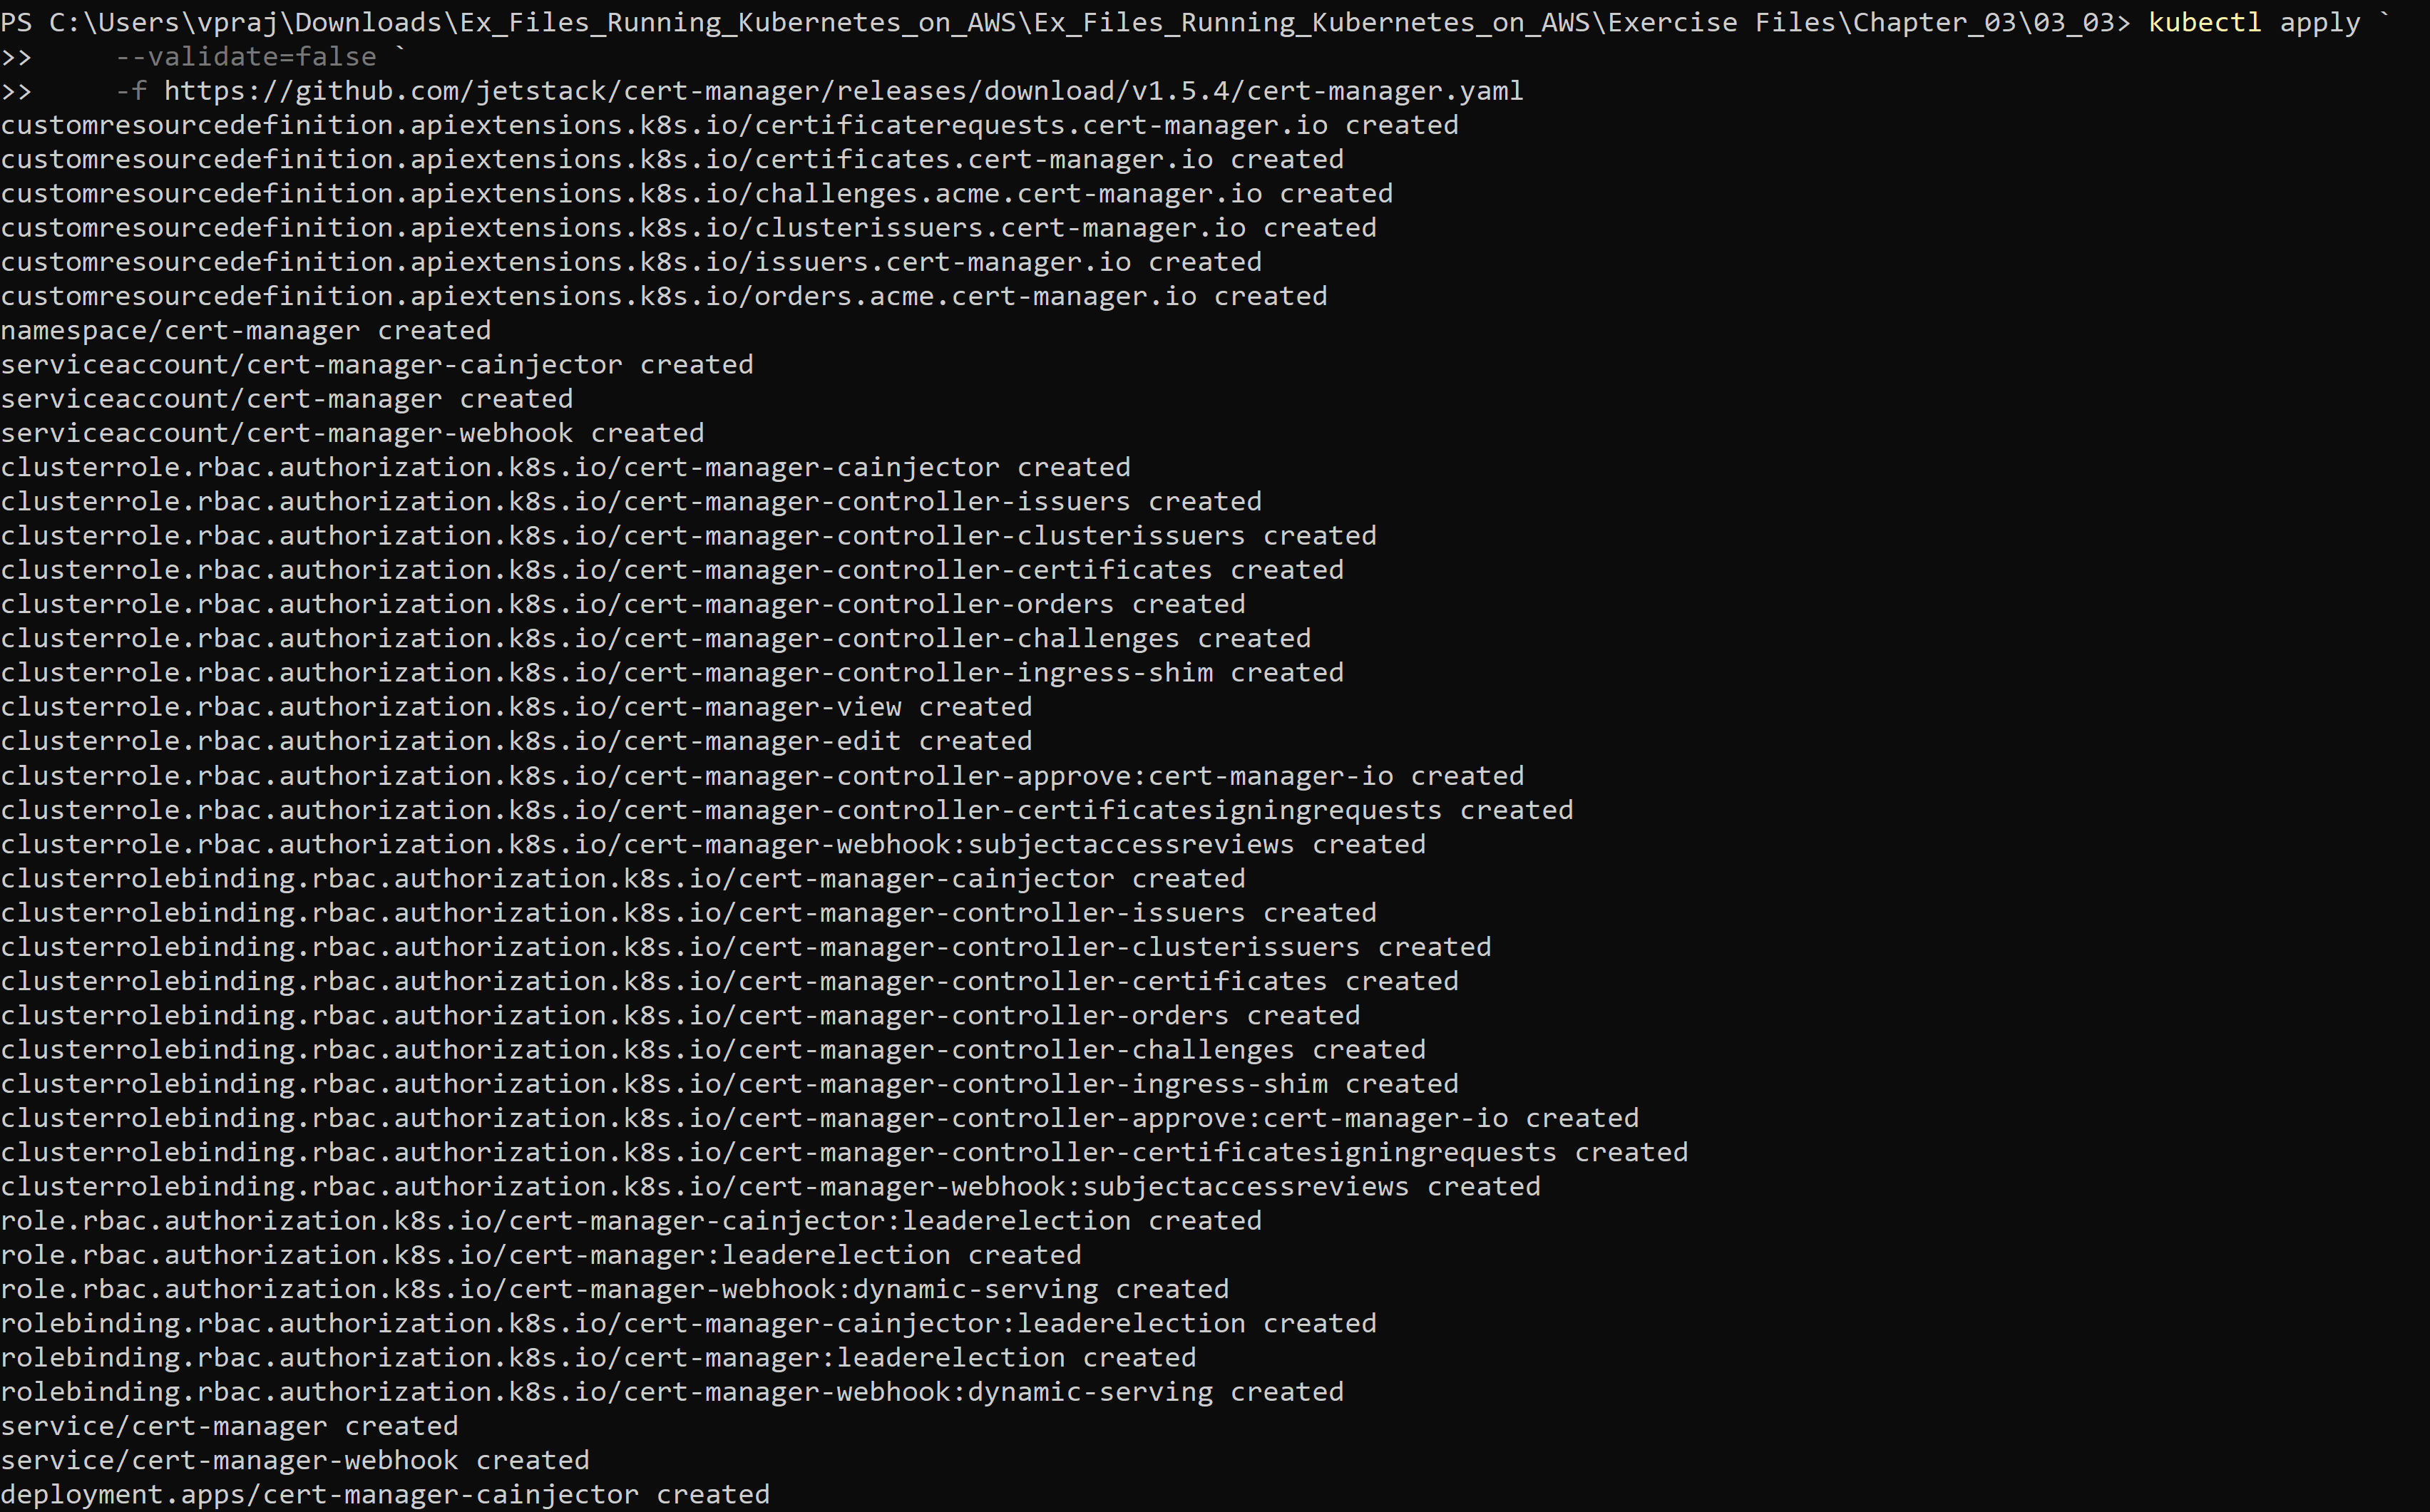 PS C:\Users\vpraj\Downloads\Ex_Files_Running_Kubernetes_on_AWS\Ex_Files_Running_Kubernetes_on_AWS\Exercise Files\Chapter_03\03_03> kubectl apply `
>>     --validate=false `
>>     -f https://github.com/jetstack/cert-manager/releases/download/v1.5.4/cert-manager.yaml
customresourcedefinition.apiextensions.k8s.io/certificaterequests.cert-manager.io created
customresourcedefinition.apiextensions.k8s.io/certificates.cert-manager.io created
customresourcedefinition.apiextensions.k8s.io/challenges.acme.cert-manager.io created
customresourcedefinition.apiextensions.k8s.io/clusterissuers.cert-manager.io created
customresourcedefinition.apiextensions.k8s.io/issuers.cert-manager.io created
customresourcedefinition.apiextensions.k8s.io/orders.acme.cert-manager.io created
namespace/cert-manager created
serviceaccount/cert-manager-cainjector created
serviceaccount/cert-manager created
serviceaccount/cert-manager-webhook created
clusterrole.rbac.authorization.k8s.io/cert-manager-cainjector created
clusterrole.rbac.authorization.k8s.io/cert-manager-controller-issuers created
clusterrole.rbac.authorization.k8s.io/cert-manager-controller-clusterissuers created
clusterrole.rbac.authorization.k8s.io/cert-manager-controller-certificates created
clusterrole.rbac.authorization.k8s.io/cert-manager-controller-orders created
clusterrole.rbac.authorization.k8s.io/cert-manager-controller-challenges created
clusterrole.rbac.authorization.k8s.io/cert-manager-controller-ingress-shim created
clusterrole.rbac.authorization.k8s.io/cert-manager-view created
clusterrole.rbac.authorization.k8s.io/cert-manager-edit created
clusterrole.rbac.authorization.k8s.io/cert-manager-controller-approve:cert-manager-io created
clusterrole.rbac.authorization.k8s.io/cert-manager-controller-certificatesigningrequests created
clusterrole.rbac.authorization.k8s.io/cert-manager-webhook:subjectaccessreviews created
clusterrolebinding.rbac.authorization.k8s.io/cert-manager-cainjector created
clusterrolebinding.rbac.authorization.k8s.io/cert-manager-controller-issuers created
clusterrolebinding.rbac.authorization.k8s.io/cert-manager-controller-clusterissuers created
clusterrolebinding.rbac.authorization.k8s.io/cert-manager-controller-certificates created
clusterrolebinding.rbac.authorization.k8s.io/cert-manager-controller-orders created
clusterrolebinding.rbac.authorization.k8s.io/cert-manager-controller-challenges created
clusterrolebinding.rbac.authorization.k8s.io/cert-manager-controller-ingress-shim created
clusterrolebinding.rbac.authorization.k8s.io/cert-manager-controller-approve:cert-manager-io created
clusterrolebinding.rbac.authorization.k8s.io/cert-manager-controller-certificatesigningrequests created
clusterrolebinding.rbac.authorization.k8s.io/cert-manager-webhook:subjectaccessreviews created
role.rbac.authorization.k8s.io/cert-manager-cainjector:leaderelection created
role.rbac.authorization.k8s.io/cert-manager:leaderelection created
role.rbac.authorization.k8s.io/cert-manager-webhook:dynamic-serving created
rolebinding.rbac.authorization.k8s.io/cert-manager-cainjector:leaderelection created
rolebinding.rbac.authorization.k8s.io/cert-manager:leaderelection created
rolebinding.rbac.authorization.k8s.io/cert-manager-webhook:dynamic-serving created
service/cert-manager created
service/cert-manager-webhook created
deployment.apps/cert-manager-cainjector created